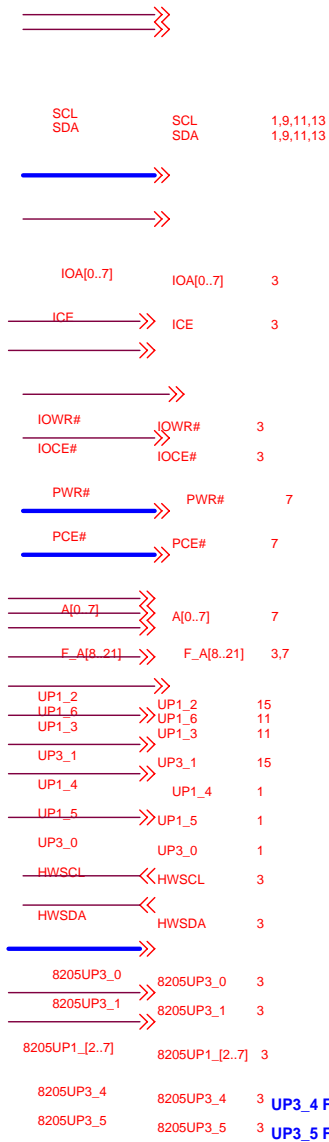 SCL SCL 1,9,11,13
SDA SDA 1,9,11,13
IOA[0..7] IOA[0..7] 3
ICE ICE 3
IOWR# IOWR# 3
IOCE# IOCE# 3
PWR# PWR# 7
PCE# PCE# 7
A[0..7] A[0..7] 7
F_A[8..21] F_A[8..21] 3,7
UP1_2 UP1_2 15
UP1_6 UP1_6 11
UP1_3 UP1_3 11
UP3_1 UP3_1 15
UP1_4 UP1_4 1
UP1_5 UP1_5 1
UP3_0 UP3_0 1
HWSCL HWSCL 3
HWSDA HWSDA 3
8205UP3_0 8205UP3_0 3
8205UP3_1 8205UP3_1 3
8205UP1_[2..7] 8205UP1_[2..7] 3
8205UP3_4 8205UP3_4 3 UP3_4 F
8205UP3_5 8205UP3_5 3 UP3_5 F